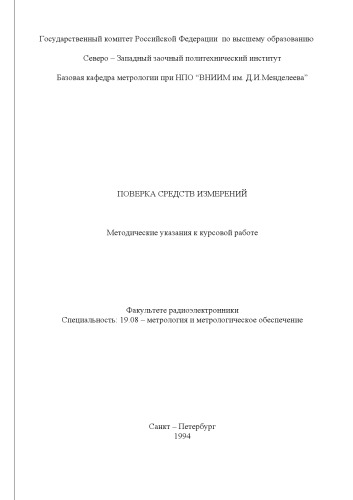 Государственный комитет Российской Федерации по высшему образованию
Северо – Западный заочный политехнический институт
Базовая кафедра метрологии при НПО "ВНИИМ им. Д.И.Менделеева"
ПОВЕРКА СРЕДСТВ ИЗМЕРЕНИЙ
Методические указания к курсовой работе
Факультете радиоэлектронники
Специальность: 19.08 – метрология и метрологическое обеспечение
Санкт – Петербург
1994